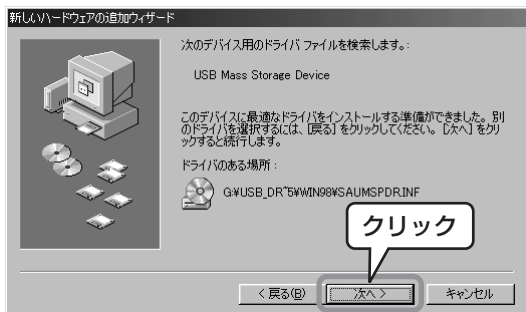 新しいハードウェアの追加ウィザード
次のデバイス用のドライバ ファイルを検索します。:
USB Mass Storage Device
このデバイスに最適なドライバをインストールする準備ができました。別
のドライバを選択するには、[戻る] をクリックしてください。[次へ] をクリ
ックすると続行します。
ドライバのある場所:
G:¥USB_DR~5¥WIN98¥SAUMSPDR.INF
クリック
< 戻る(B)
次へ >
キャンセル